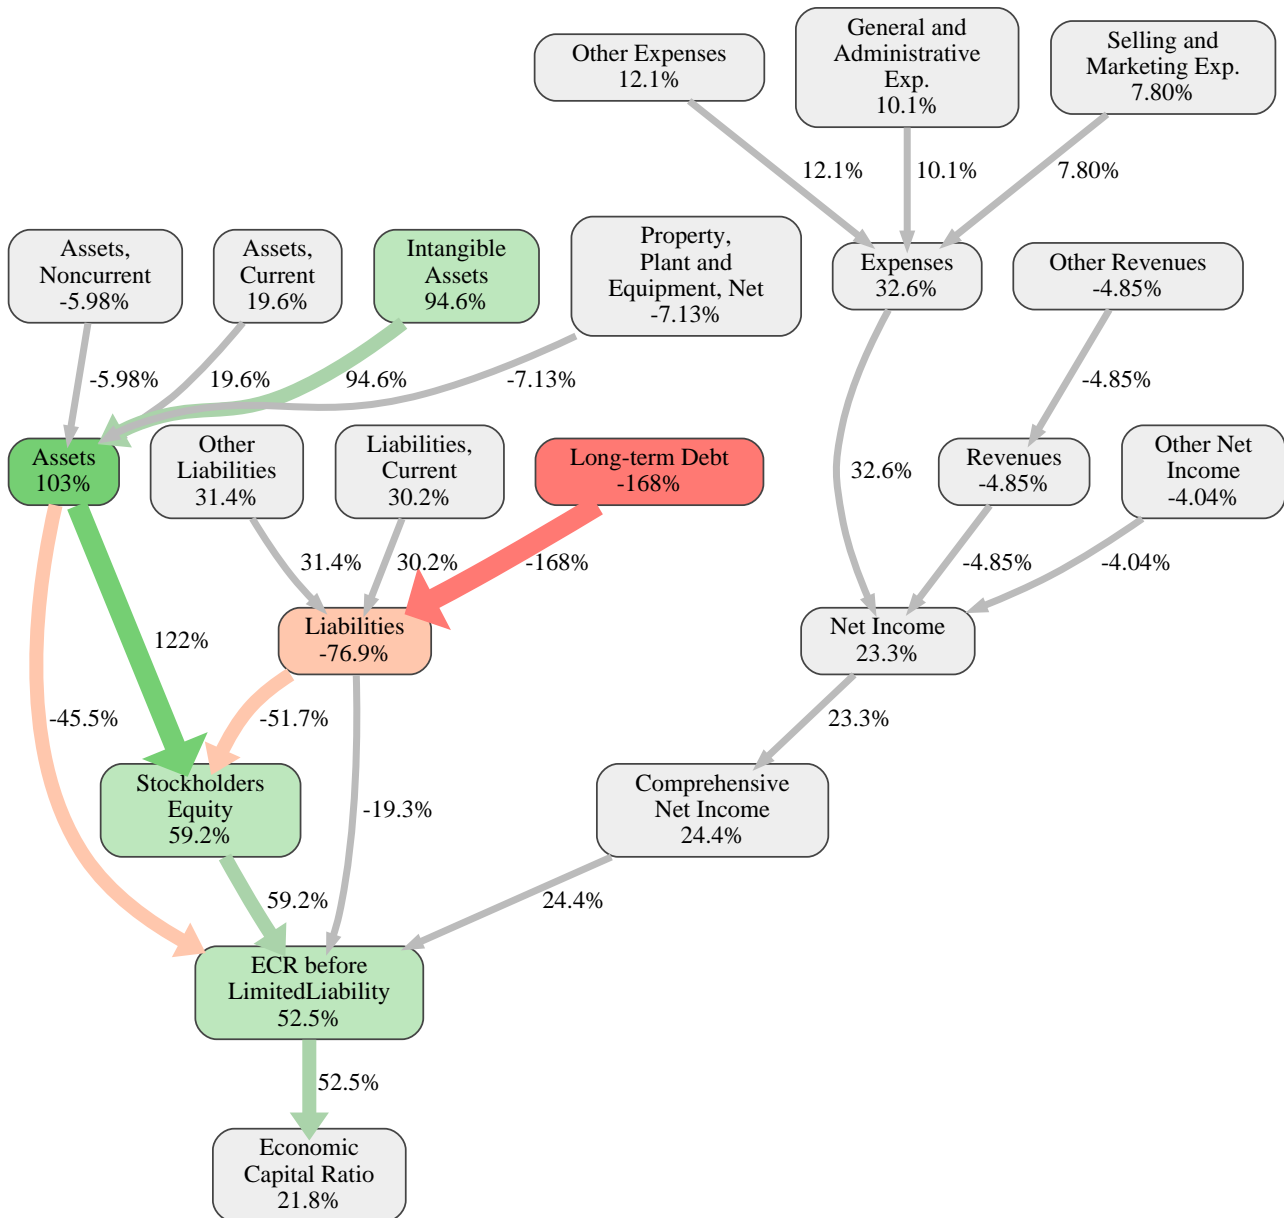 Other Expenses
12.1%
General and
Administrative
Exp.
10.1%
Selling and
Marketing Exp.
7.80%
12.1%
10.1%
7.80%
Assets,
Noncurrent
-5.98%
Assets,
Current
19.6%
Intangible
Assets
94.6%
Property,
Plant and
Equipment, Net
-7.13%
Expenses
32.6%
Other Revenues
-4.85%
-5.98%
19.6%
94.6%
-7.13%
-4.85%
Assets
103%
Other
Liabilities
31.4%
Liabilities,
Current
30.2%
Long-term Debt
-168%
32.6%
Revenues
-4.85%
Other Net
Income
-4.04%
31.4%
30.2%
-168%
-4.85%
-4.04%
122%
Liabilities
-76.9%
Net Income
23.3%
-45.5%
-51.7%
23.3%
Stockholders
Equity
59.2%
-19.3%
Comprehensive
Net Income
24.4%
59.2%
24.4%
ECR before
LimitedLiability
52.5%
52.5%
Economic
Capital Ratio
21.8%